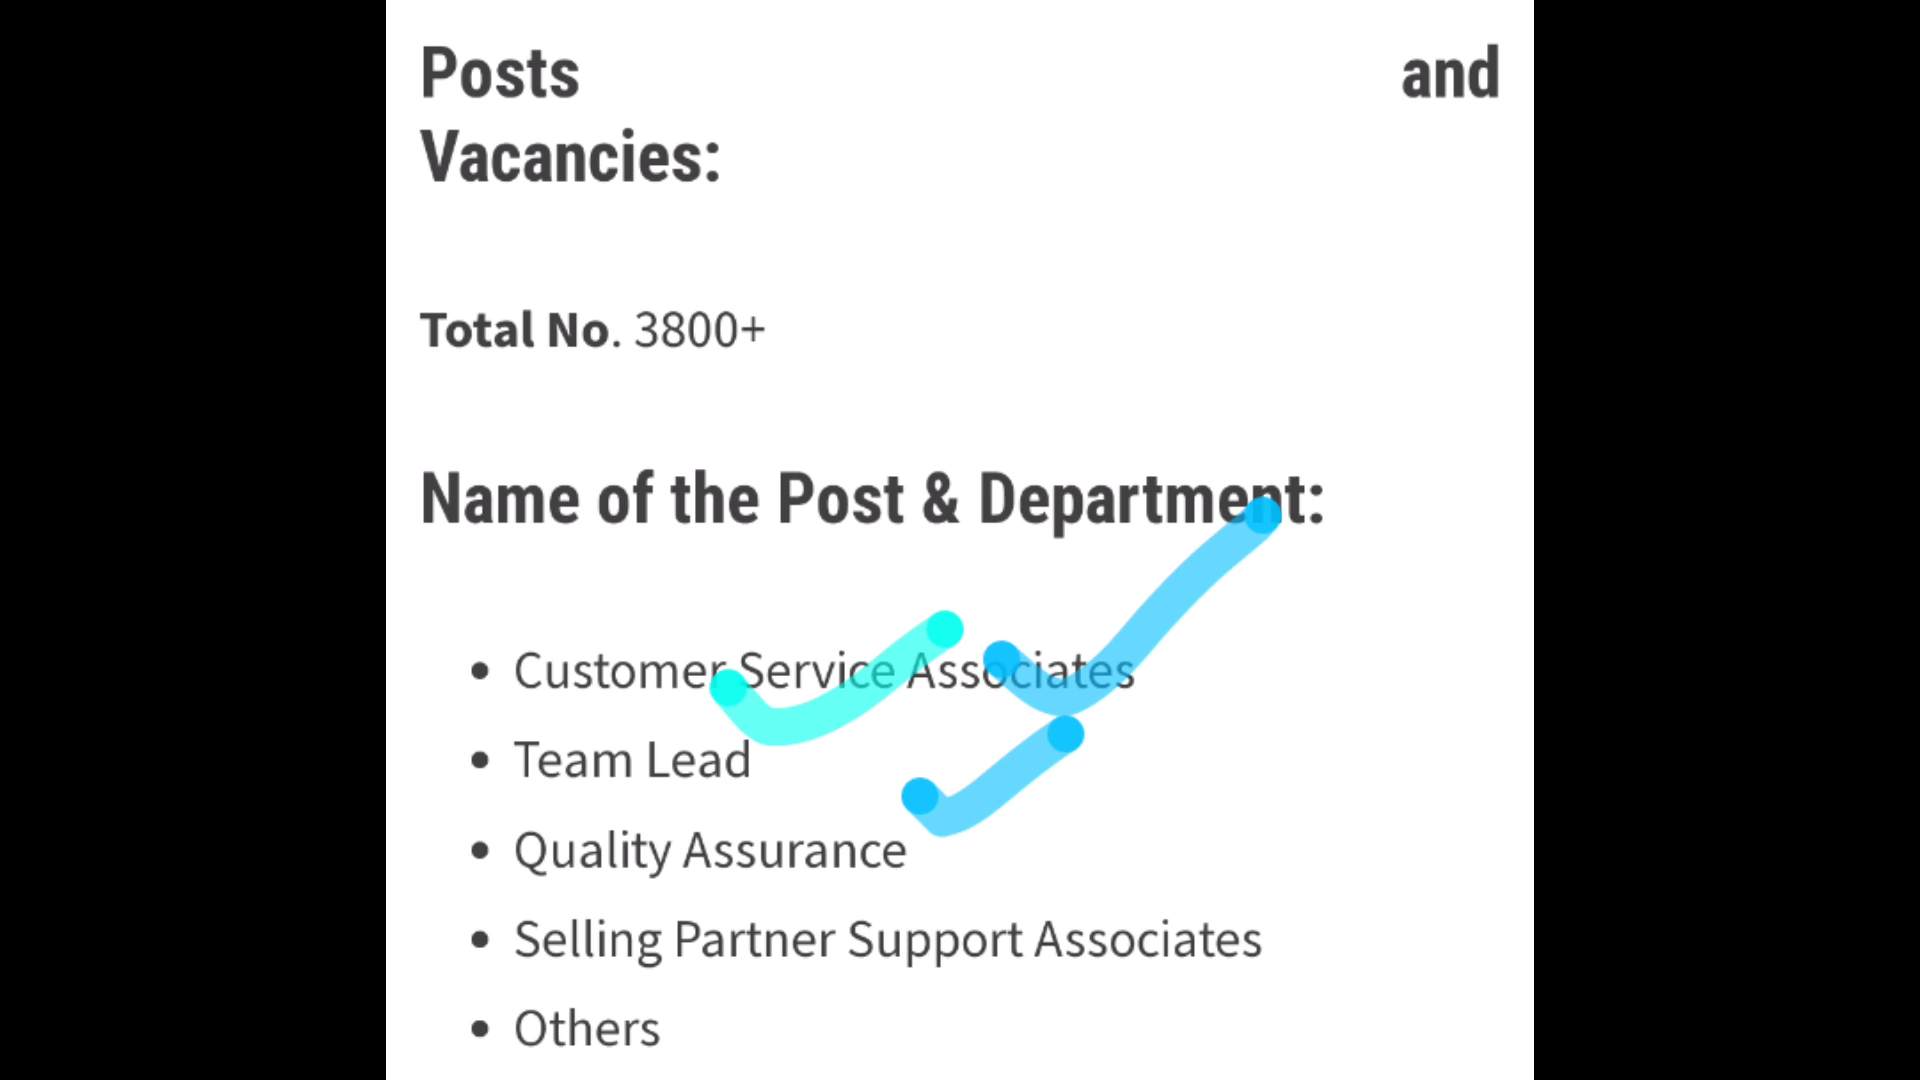 Posts and
Vacancies:
Total No. 3800+
Name of the Post & Department:
• Customer Service Associates
• Team Lead
• Quality Assurance
• Selling Partner Support Associates
• Others